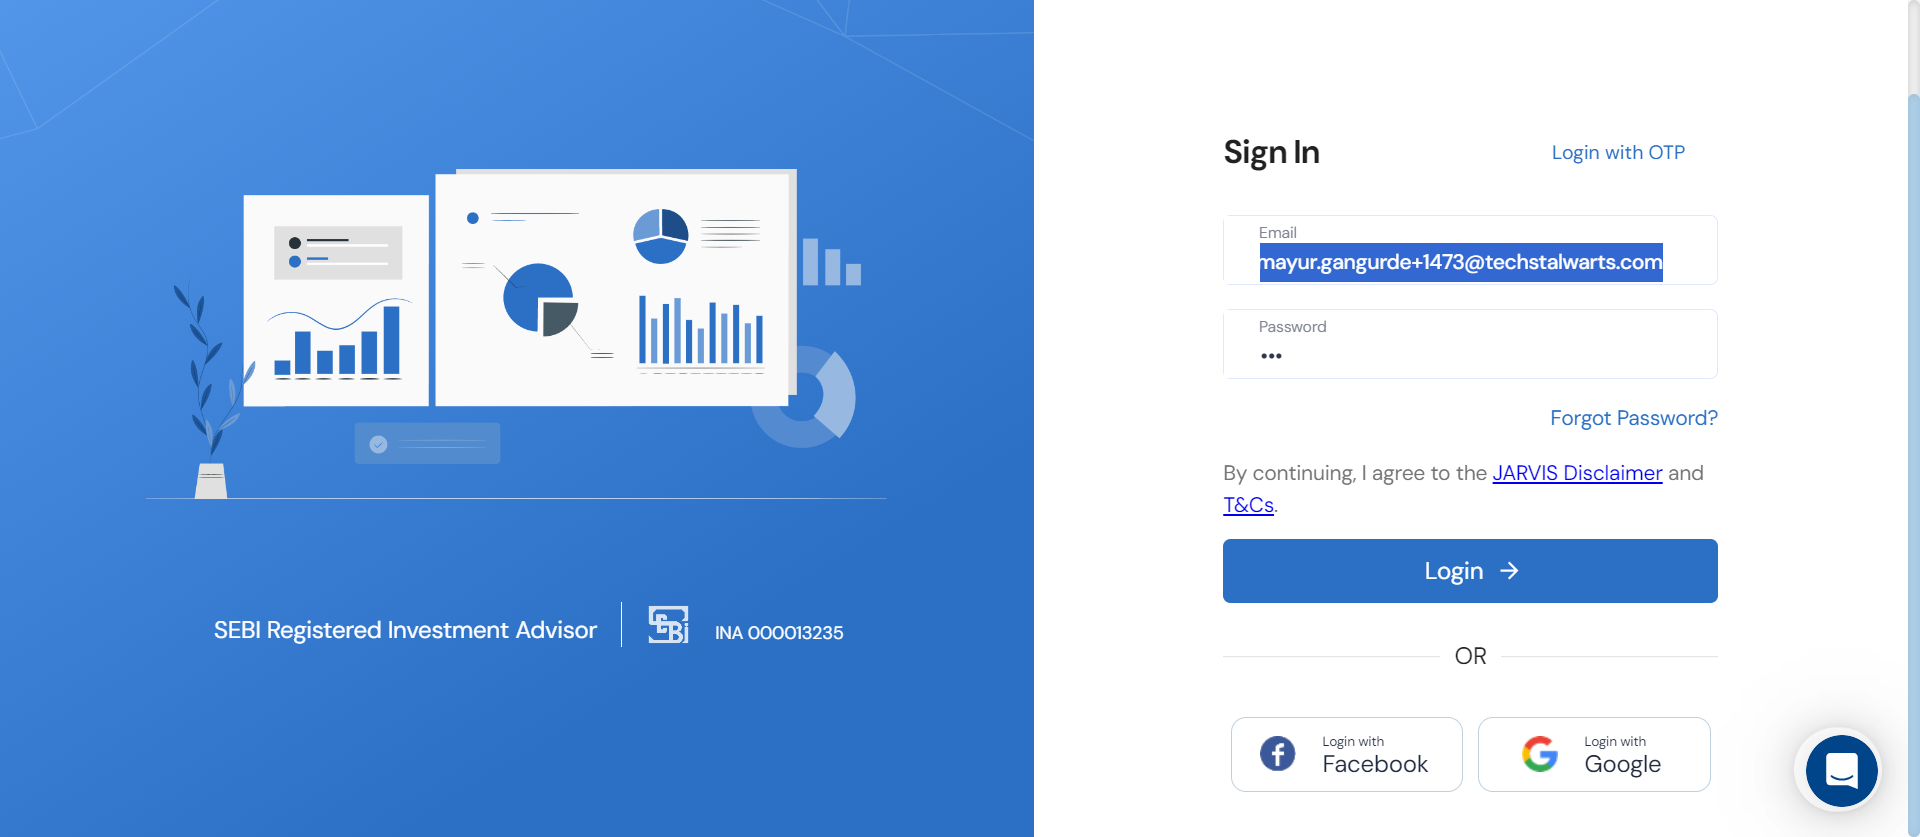 Sign In
Login with OTP
Email
mayur.gangurde+1473@techstalwarts.com
Password
•••
Forgot Password?
By continuing, I agree to the JARVIS Disclaimer and
T&Cs.
Login →
OR
Login with
Facebook
Login with
Google
SEBI Registered Investment Advisor
SEBi
INA 000013235